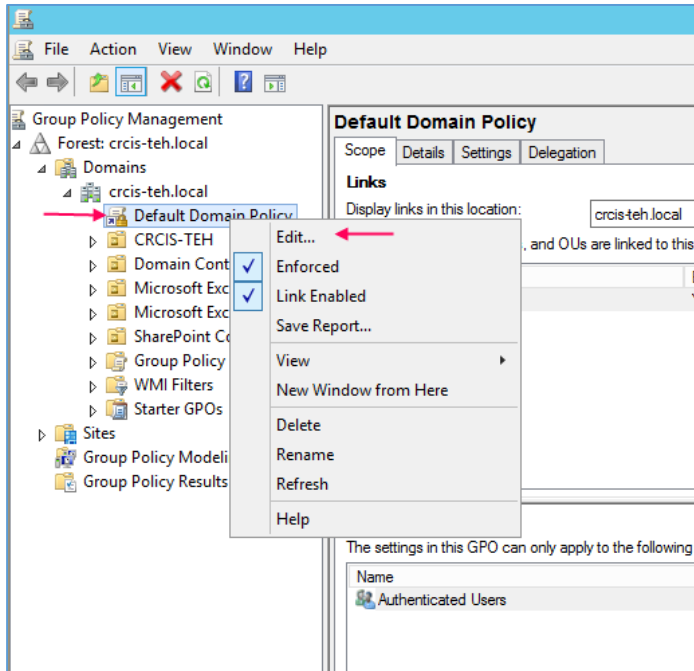 File Action View Window Help
Group Policy Management
Forest: crcis-teh.local
Domains
crcis-teh.local
Default Domain Policy
CRCIS-TEH
Domain Cont
Microsoft Exc
Microsoft Exc
SharePoint Co
Group Policy
WMI Filters
Starter GPOs
Sites
Group Policy Modeli
Group Policy Results
Edit...
Enforced
Link Enabled
Save Report...
View
New Window from Here
Delete
Rename
Refresh
Help
Default Domain Policy
Scope Details Settings Delegation
Links
Display links in this location: crcis-teh.local
, and OUs are linked to this
The settings in this GPO can only apply to the following
Name
Authenticated Users